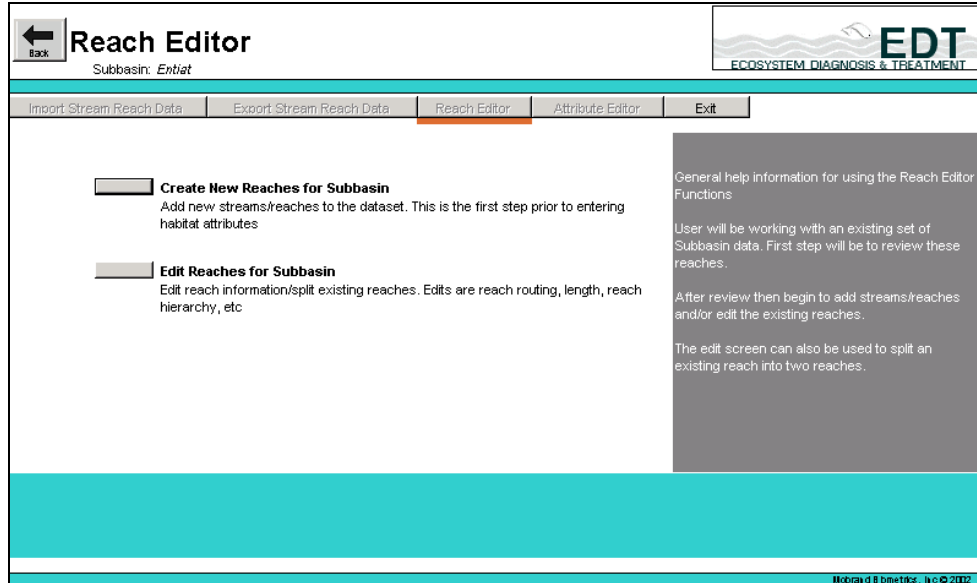 Back
Reach Editor
Subbasin: Entiat
EDT
ECOSYSTEM DIAGNOSIS & TREATMENT
Import Stream Reach Data
Export Stream Reach Data
Reach Editor
Attribute Editor
Exit
Create New Reaches for Subbasin
Add new streams/reaches to the dataset. This is the first step prior to entering
habitat attributes
Edit Reaches for Subbasin
Edit reach information/split existing reaches. Edits are reach routing, length, reach
hierarchy, etc
General help information for using the Reach Editor
Functions
User will be working with an existing set of
Subbasin data. First step will be to review these
reaches.
After review then begin to add streams/reaches
and/or edit the existing reaches.
The edit screen can also be used to split an
existing reach into two reaches.
Mobrand Biometrics, Inc © 2002